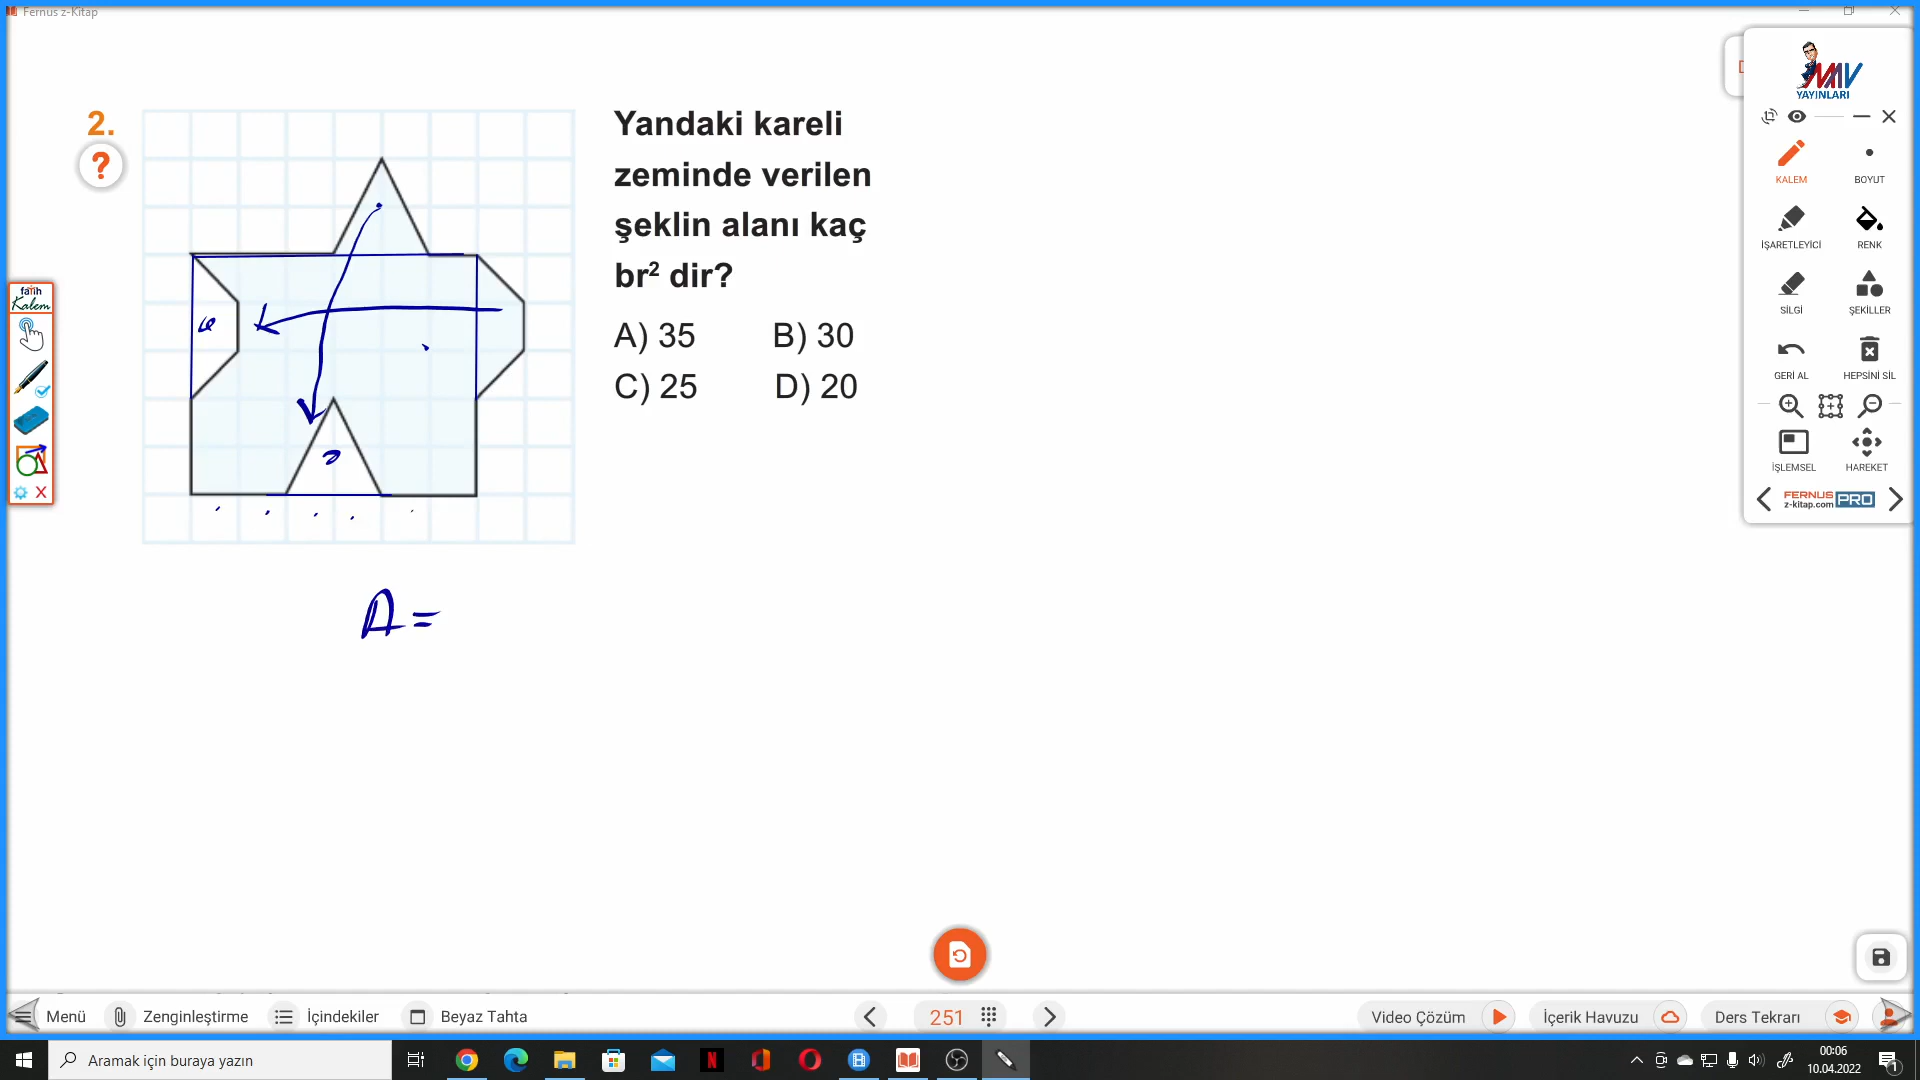 Fernus z-Kitap
2.
?
Yandaki kareli
zeminde verilen
şeklin alanı kaç
br² dir?
A) 35 B) 30
C) 25 D) 20
A =
MAV
YAYINLARI
KALEM BOYUT
İŞARETLEYİCİ RENK
SİLGİ ŞEKİLLER
GERİ AL HEPSİNİ SİL
İŞLEMSEL HAREKET
FERNUS PRO
z-kitap.com
fatih
Kalem
Menü Zenginleştirme İçindekiler Beyaz Tahta 251 Video Çözüm İçerik Havuzu Ders Tekrarı
Aramak için buraya yazın
00:06
10.04.2022
1